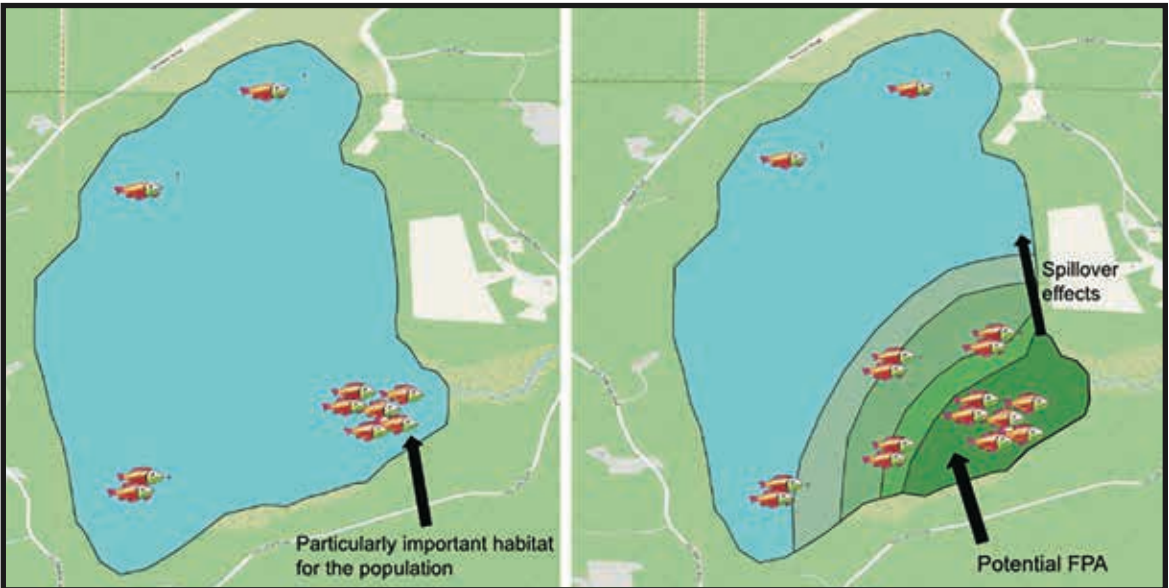 Particularly important habitat
for the population
Spillover
effects
Potential FPA